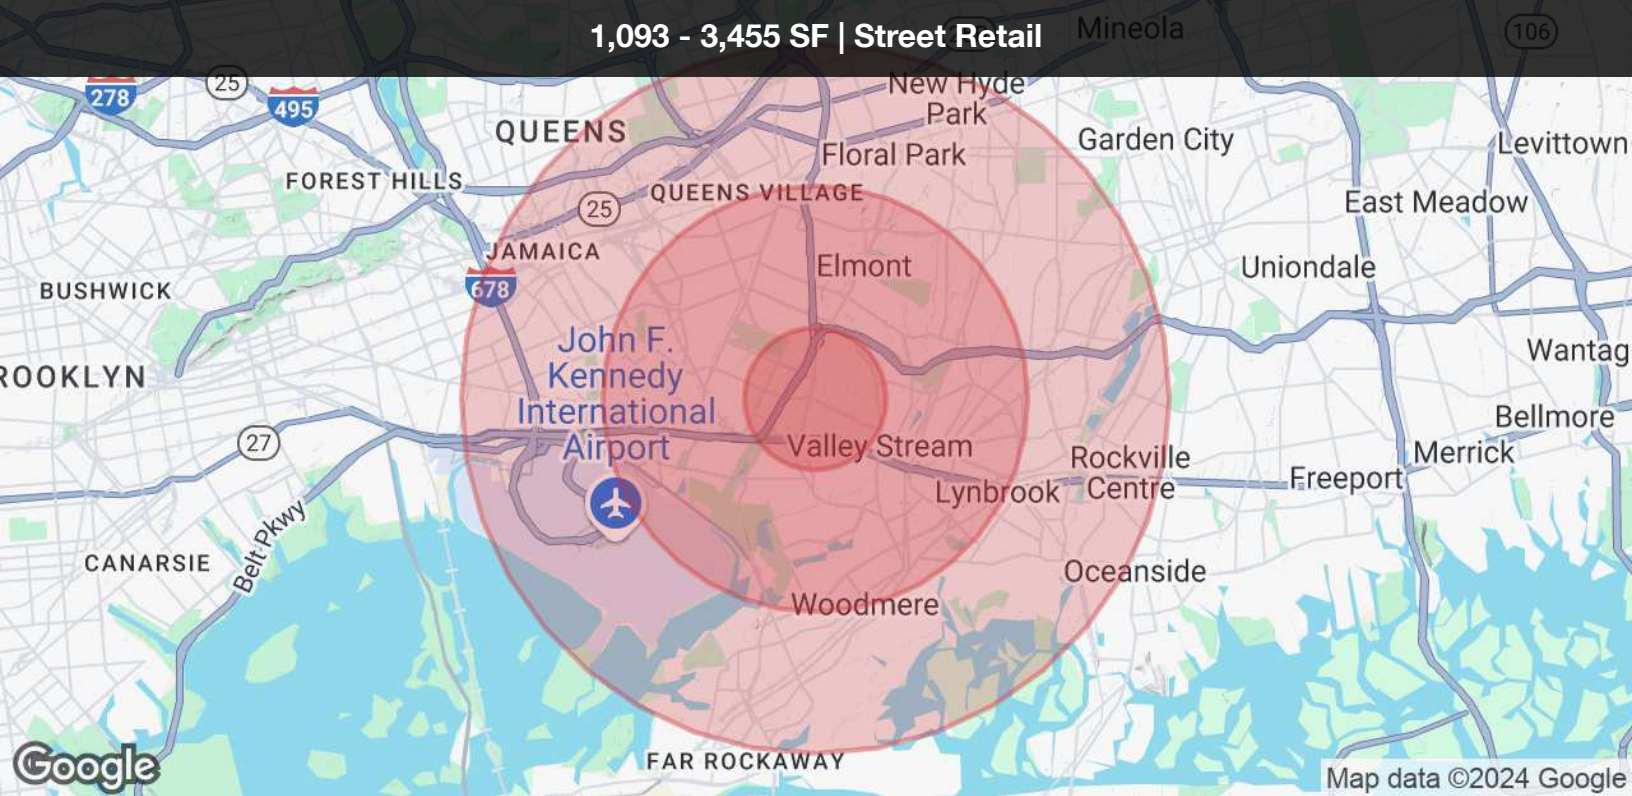 1,093 - 3,455 SF | Street Retail
Mineola
106
25
278
495
New Hyde
Park
QUEENS
Garden City
Levittown
Floral Park
FOREST HILLS
QUEENS VILLAGE
25
East Meadow
JAMAICA
Elmont
Uniondale
678
BUSHWICK
John F.
Kennedy
International
Airport
Wantag
ROOKLYN
Bellmore
27
Valley Stream
Merrick
Rockville
Centre
Freeport
Lynbrook
Belt Pkwy
CANARSIE
Oceanside
Woodmere
FAR ROCKAWAY
Google
Map data ©2024 Google